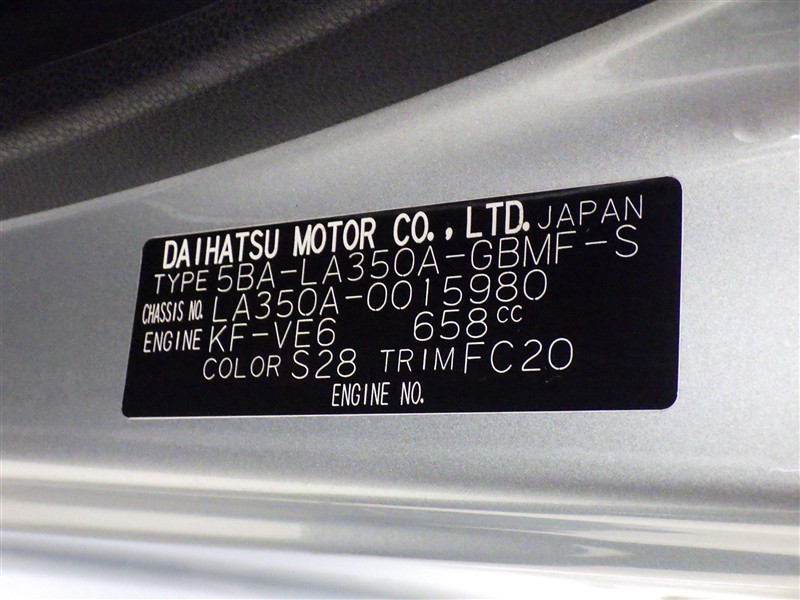 DAIHATSU MOTOR CO., LTD. JAPAN
TYPE 5BA-LA350A-GBMF-S
CHASSIS NO. LA350A-0015980
ENGINE KF-VE6 658cc
COLOR S28 TRIM FC20
ENGINE NO.